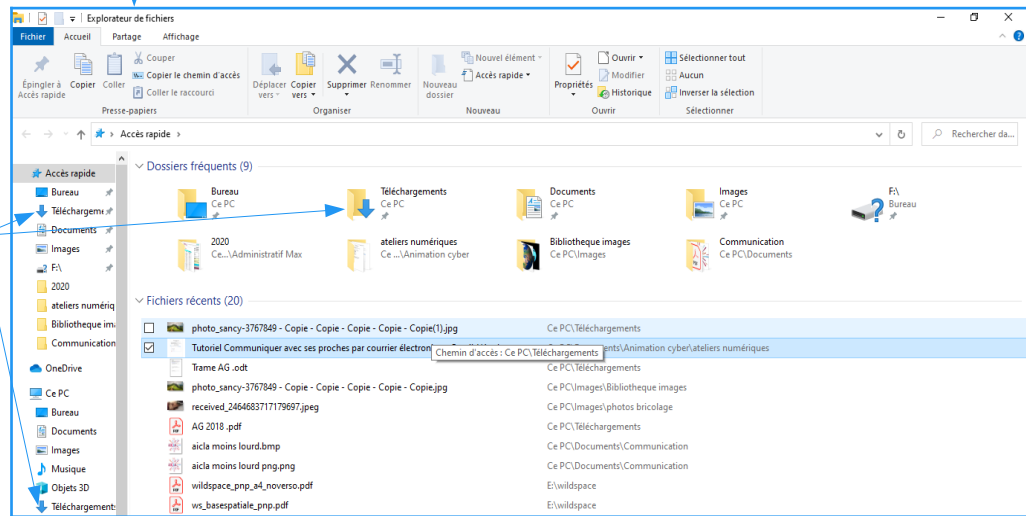 Explorateur de fichiers
Fichier Accueil Partage Affichage
Épingler à Accès rapide
Copier
Coller
Couper
Copier le chemin d'accès
Coller le raccourci
Presse-papiers
Déplacer vers
Copier vers
Supprimer
Renommer
Organiser
Nouveau dossier
Nouvel élément
Accès rapide
Nouveau
Propriétés
Ouvrir
Modifier
Historique
Ouvrir
Sélectionner tout
Aucun
Inverser la sélection
Sélectionner
Accès rapide
Rechercher da...
Accès rapide
Bureau
Téléchargeme
Documents
Images
F:\
2020
ateliers numériq
Bibliotheque im
Communication
OneDrive
Ce PC
Bureau
Documents
Images
Musique
Objets 3D
Téléchargement
Dossiers fréquents (9)
Bureau
Ce PC
Téléchargements
Ce PC
Documents
Ce PC
Images
Ce PC
F:\
Bureau
2020
Ce...\Administratif Max
ateliers numériques
Ce ...\Animation cyber
Bibliotheque images
Ce PC\Images
Communication
Ce PC\Documents
Fichiers récents (20)
photo_sancy-3767849 - Copie - Copie - Copie - Copie - Copie(1).jpg Ce PC\Téléchargements
Tutoriel Communiquer avec ses proches par courrier électron \Animation cyber\ateliers numériques
Chemin d'accès : Ce PC\Téléchargements
Trame AG .odt Ce PC\Téléchargements
photo_sancy-3767849 - Copie - Copie - Copie - Copie - Copie.jpg Ce PC\Images\Bibliotheque images
received_2464683717179697.jpeg Ce PC\Images\photos bricolage
AG 2018 .pdf Ce PC\Téléchargements
aicla moins lourd.bmp Ce PC\Documents\Communication
aicla moins lourd png.png Ce PC\Documents\Communication
wildspace_pnp_a4_noverso.pdf E:\wildspace
ws_basespatiale_pnp.pdf E:\wildspace